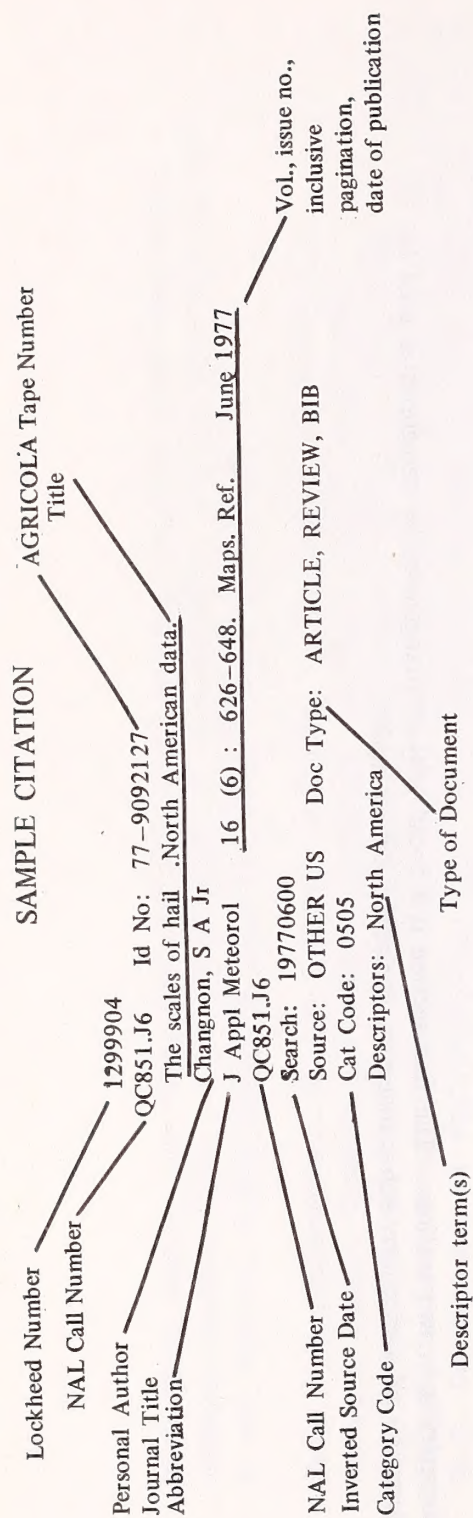 SAMPLE CITATION
Lockheed Number
NAL Call Number
Personal Author
Journal Title
Abbreviation
NAL Call Number
Inverted Source Date
Category Code
Descriptor term(s)
1299904
QC851.J6 Id No: 77-9092127
The scales of hail .North American data.
Changnon, S A Jr
J Appl Meteorol 16 (6) : 626-648. Maps. Ref. June 1977
QC851.J6
Search: 19770600
Source: OTHER US Doc Type: ARTICLE, REVIEW, BIB
Cat Code: 0505
Descriptors: North America
Type of Document
AGRICOLA Tape Number
Title
Vol., issue no.,
inclusive
pagination,
date of publication